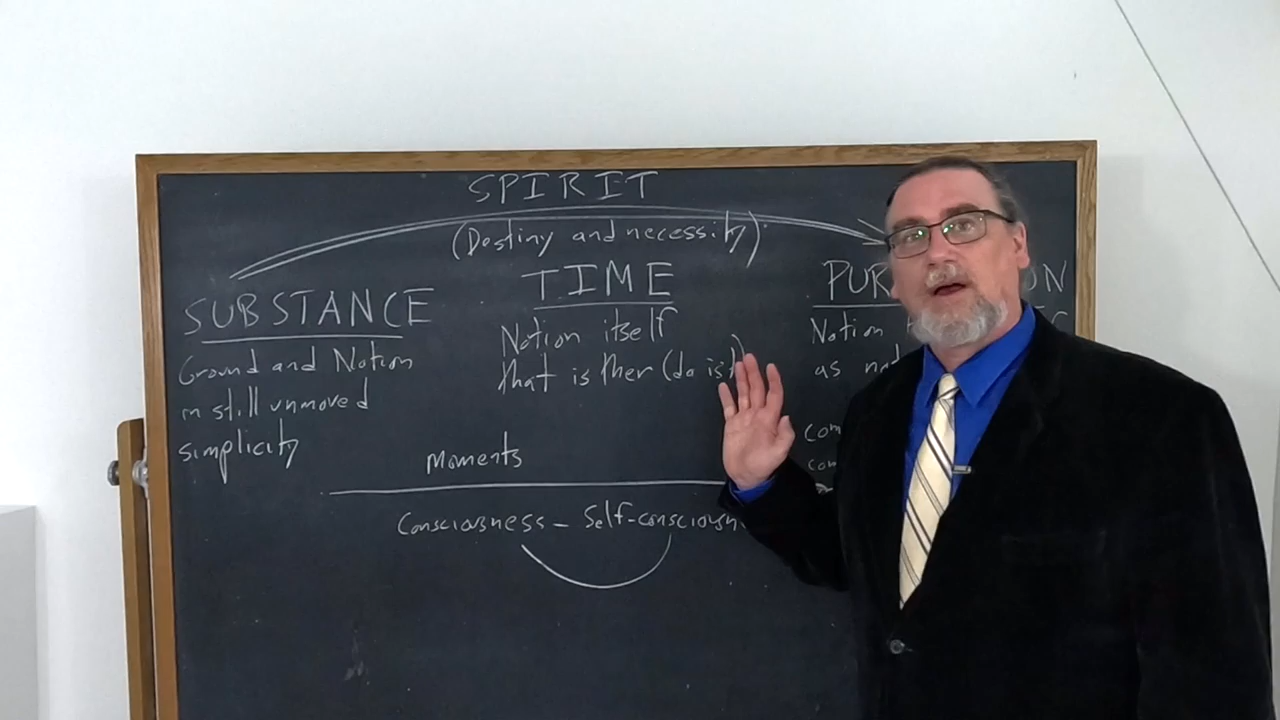 SPIRIT
(Destiny and necessity)
SUBSTANCE
Ground and Notion
in still unmoved
simplicity
TIME
Notion itself
that is ther (da ist)
Notion
as
Moments
Consciousness - Self-consciousn